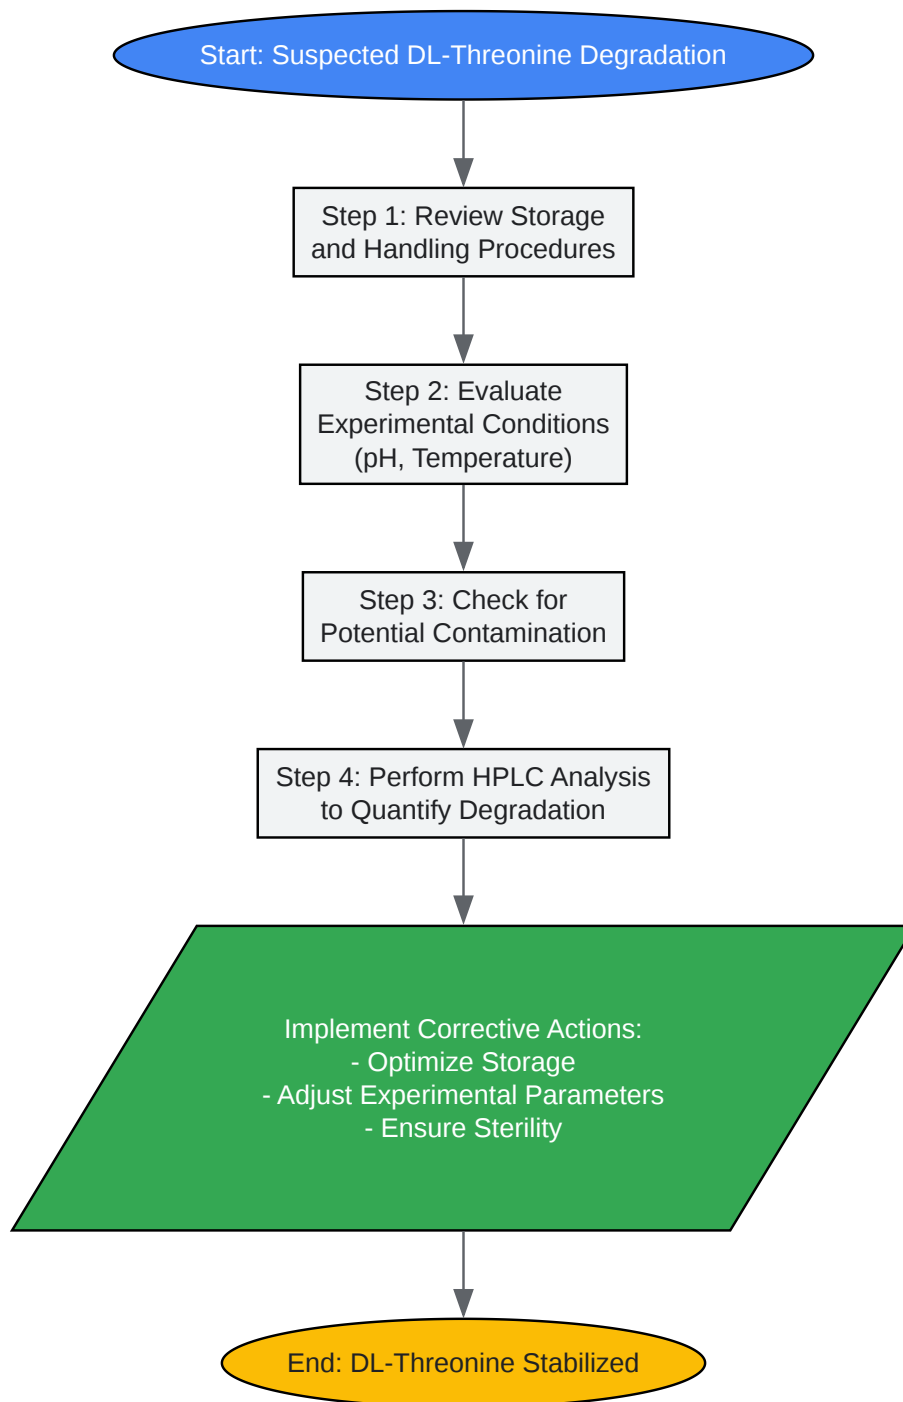 Start: Suspected DL-Threonine Degradation
Step 1: Review Storage
and Handling Procedures
Step 2: Evaluate
Experimental Conditions
(pH, Temperature)
Step 3: Check for
Potential Contamination
Step 4: Perform HPLC Analysis
to Quantify Degradation
Implement Corrective Actions:
- Optimize Storage
- Adjust Experimental Parameters
- Ensure Sterility
End: DL-Threonine Stabilized